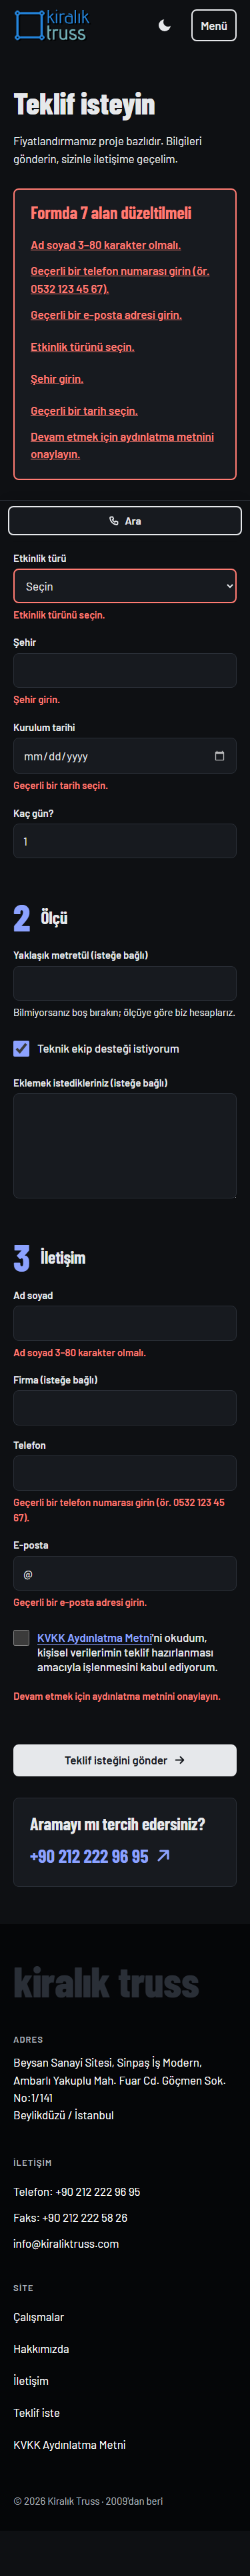 kiralık
truss
Menü
Teklif isteyin
Fiyatlandırmamız proje bazlıdır. Bilgileri
gönderin, sizinle iletişime geçelim.
Formda 7 alan düzeltilmeli
Ad soyad 3–80 karakter olmalı.
Geçerli bir telefon numarası girin (ör.
0532 123 45 67).
Geçerli bir e-posta adresi girin.
Etkinlik türünü seçin.
Şehir girin.
Geçerli bir tarih seçin.
Devam etmek için aydınlatma metnini
onaylayın.
Ara
Etkinlik türü
Seçin
Etkinlik türünü seçin.
Şehir
Şehir girin.
Kurulum tarihi
mm/dd/yyyy
Geçerli bir tarih seçin.
Kaç gün?
1
2 Ölçü
Yaklaşık metretül (isteğe bağlı)
Bilmiyorsanız boş bırakın; ölçüye göre biz hesaplarız.
Teknik ekip desteği istiyorum
Eklemek istedikleriniz (isteğe bağlı)
3 İletişim
Ad soyad
Ad soyad 3–80 karakter olmalı.
Firma (isteğe bağlı)
Telefon
Geçerli bir telefon numarası girin (ör. 0532 123 45
67).
E-posta
@
Geçerli bir e-posta adresi girin.
KVKK Aydınlatma Metni'ni okudum,
kişisel verilerimin teklif hazırlanması
amacıyla işlenmesini kabul ediyorum.
Devam etmek için aydınlatma metnini onaylayın.
Teklif isteğini gönder →
Aramayı mı tercih edersiniz?
+90 212 222 96 95 ↗
kiralık truss
ADRES
Beysan Sanayi Sitesi, Sinpaş İş Modern,
Ambarlı Yakuplu Mah. Fuar Cd. Göçmen Sok.
No:1/141
Beylikdüzü / İstanbul
İLETİŞİM
Telefon: +90 212 222 96 95
Faks: +90 212 222 58 26
info@kiraliktruss.com
SİTE
Çalışmalar
Hakkımızda
İletişim
Teklif iste
KVKK Aydınlatma Metni
© 2026 Kiralık Truss · 2009'dan beri